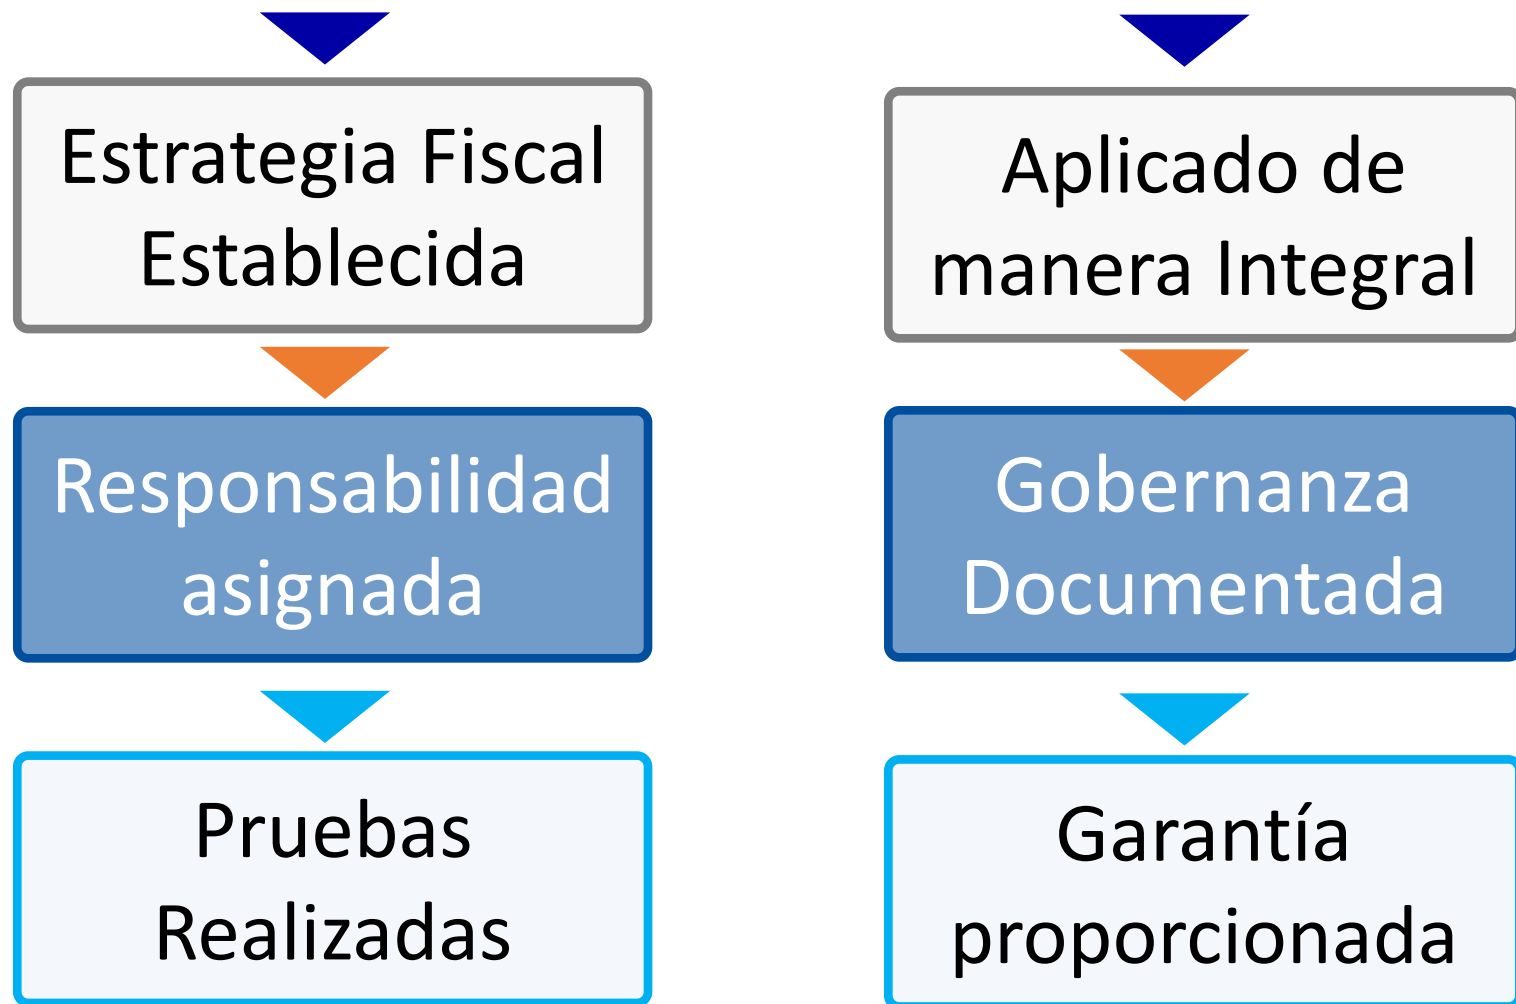 Estrategia Fiscal
Establecida
Aplicado de
manera Integral
Responsabilidad
asignada
Gobernanza
Documentada
Pruebas
Realizadas
Garantía
proporcionada